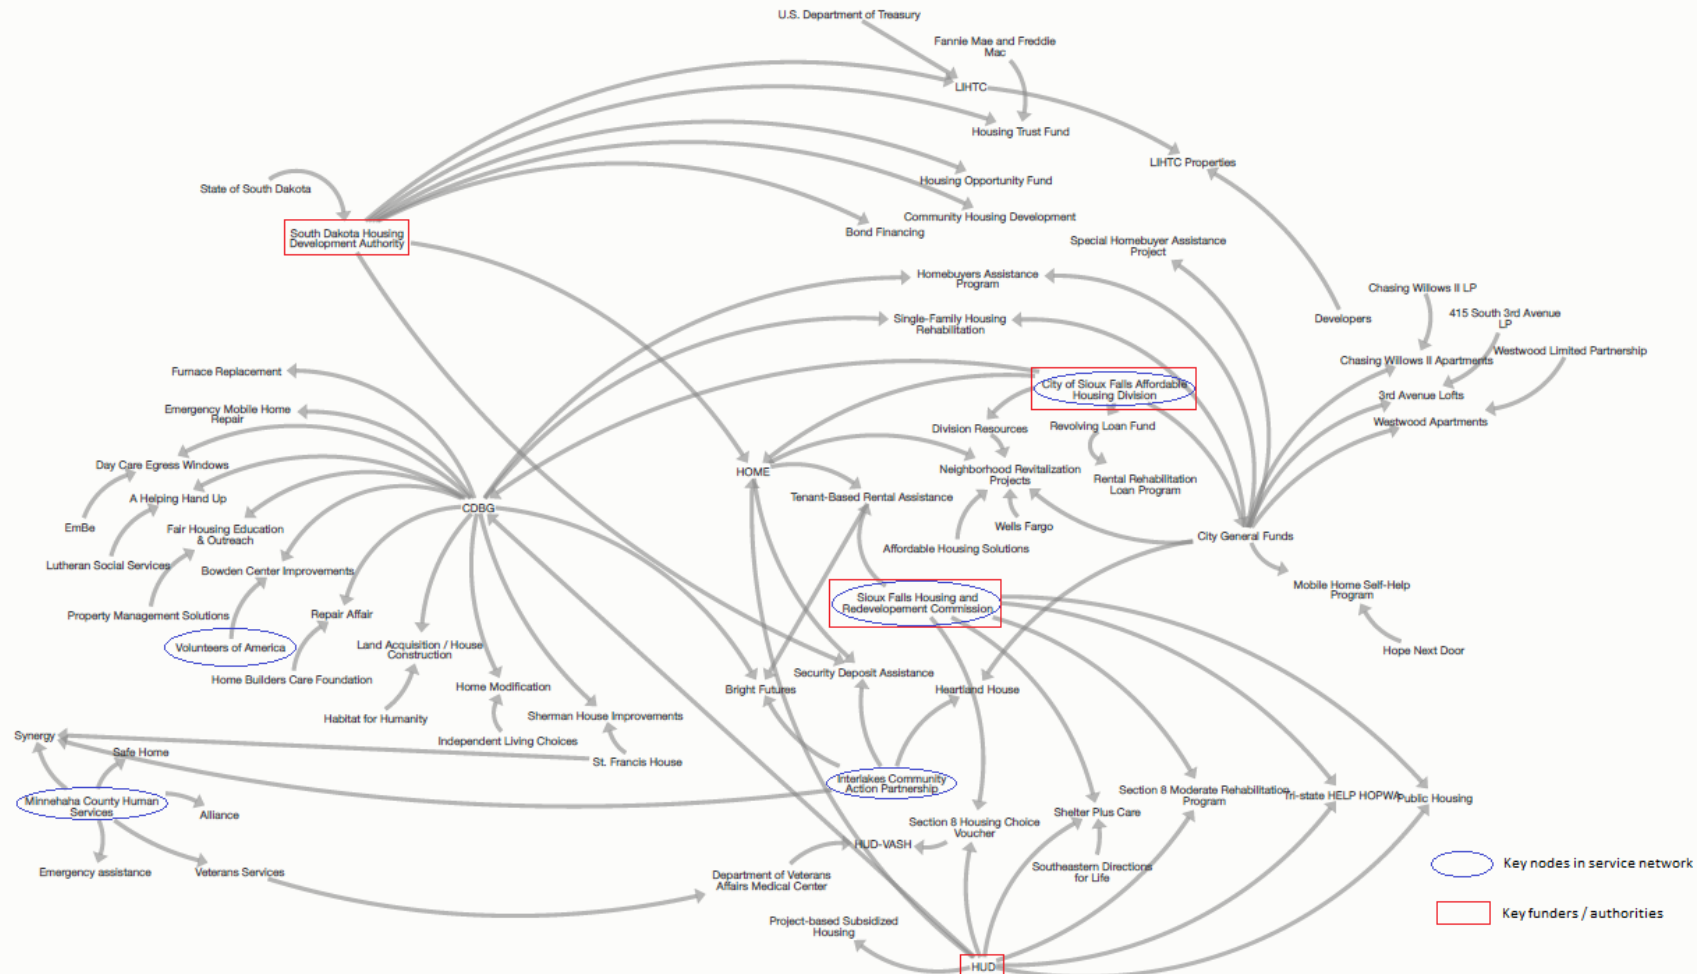 U.S. Department of Treasury
Fannie Mae and Freddie
Mac
LIHTC
Housing Trust Fund
LIHTC Properties
State of South Dakota
Housing Opportunity Fund
Community Housing Development
Bond Financing
South Dakota Housing
Development Authority
Special Homebuyer Assistance
Project
Homebuyers Assistance
Program
Chasing Willows II LP
Developers
415 South 3rd Avenue
LP
Single-Family Housing
Rehabilitation
Westwood Limited Partnership
Chasing Willows II Apartments
Furnace Replacement
City of Sioux Falls Affordable
Housing Division
3rd Avenue Lofts
Emergency Mobile Home
Repair
Division Resources
Revolving Loan Fund
Westwood Apartments
Day Care Egress Windows
HOME
Neighborhood Revitalization
Projects
Rental Rehabilitation
Loan Program
A Helping Hand Up
Tenant-Based Rental Assistance
CDBG
EmBe
Fair Housing Education
& Outreach
Wells Fargo
City General Funds
Affordable Housing Solutions
Lutheran Social Services
Bowden Center Improvements
Mobile Home Self-Help
Program
Sioux Falls Housing and
Redevelopement Commission
Property Management Solutions
Repair Affair
Volunteers of America
Land Acquisition / House
Construction
Hope Next Door
Home Builders Care Foundation
Home Modification
Bright Futures
Security Deposit Assistance
Heartland House
Habitat for Humanity
Sherman House Improvements
Synergy
Independent Living Choices
Safe Home
St. Francis House
Interlakes Community
Action Partnership
Minnehaha County Human
Services
Alliance
Section 8 Moderate Rehabilitation
Program
Tri-state HELP HOPWA
Public Housing
Shelter Plus Care
Section 8 Housing Choice
Voucher
HUD-VASH
Emergency assistance
Veterans Services
Department of Veterans
Affairs Medical Center
Southeastern Directions
for Life
Key nodes in service network
Project-based Subsidized
Housing
Key funders / authorities
HUD